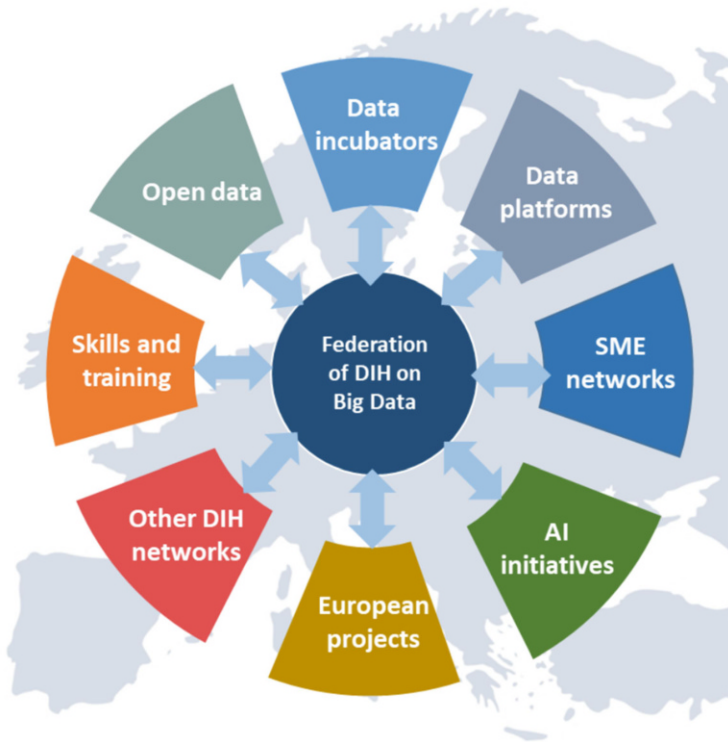 Data
incubators
Data
platforms
SME
networks
AI
initiatives
European
projects
Other DIH
networks
Skills and
training
Open data
Federation
of DIH on
Big Data